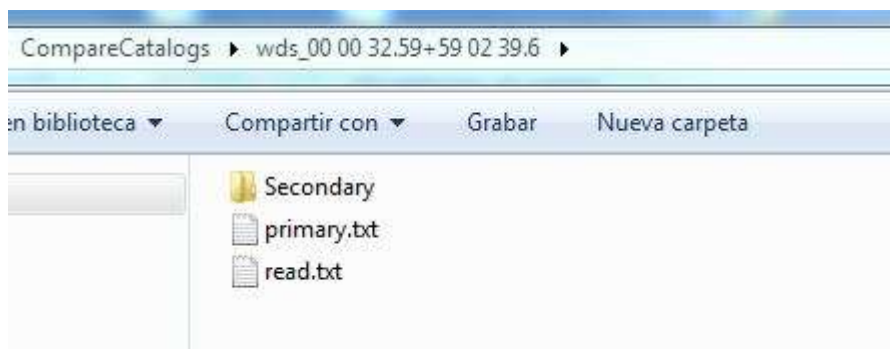 CompareCatalogs ▸ wds_00 00 32.59+59 02 39.6 ▸
en biblioteca ▾ Compartir con ▾ Grabar Nueva carpeta
Secondary
primary.txt
read.txt